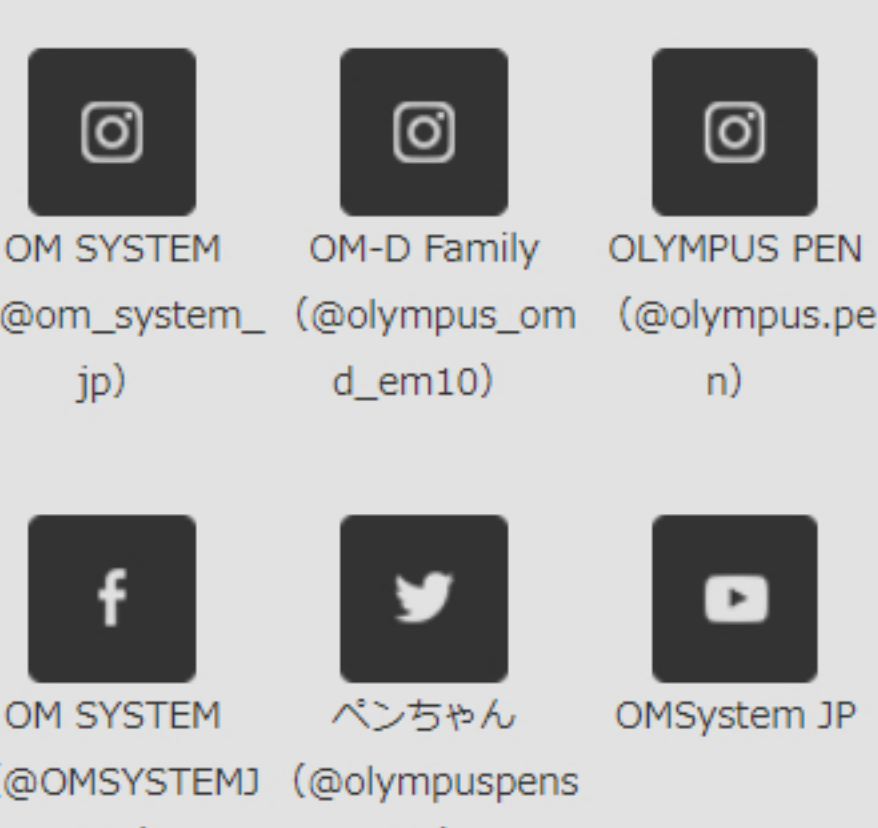 OM SYSTEM
@om_system_
jp）
OM-D Family
（@olympus_om
d_em10）
OLYMPUS PEN
（@olympus.pe
n）
OM SYSTEM
（@OMSYSTEMJ
ペンちゃん
（@olympuspens
OMSystem JP